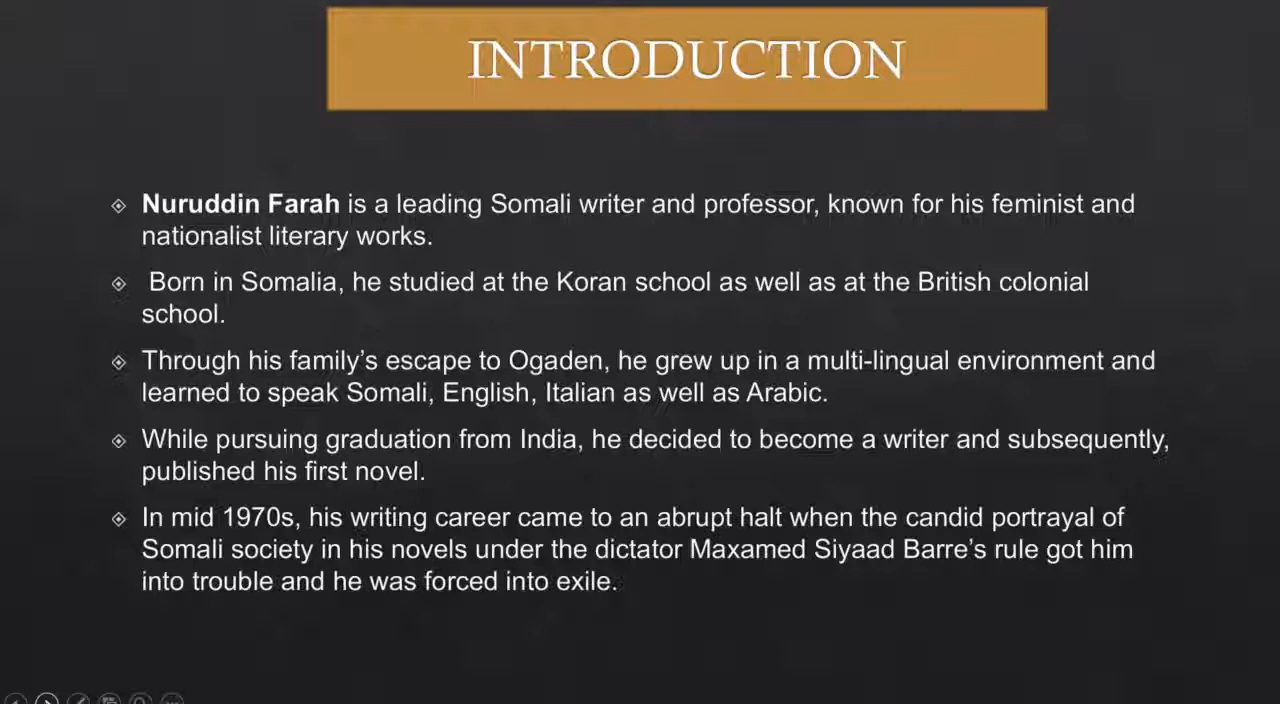 INTRODUCTION
Nuruddin Farah is a leading Somali writer and professor, known for his feminist and
nationalist literary works.
Born in Somalia, he studied at the Koran school as well as at the British colonial
school.
Through his family’s escape to Ogaden, he grew up in a multi-lingual environment and
learned to speak Somali, English, Italian as well as Arabic.
While pursuing graduation from India, he decided to become a writer and subsequently,
published his first novel.
In mid 1970s, his writing career came to an abrupt halt when the candid portrayal of
Somali society in his novels under the dictator Maxamed Siyaad Barre’s rule got him
into trouble and he was forced into exile.